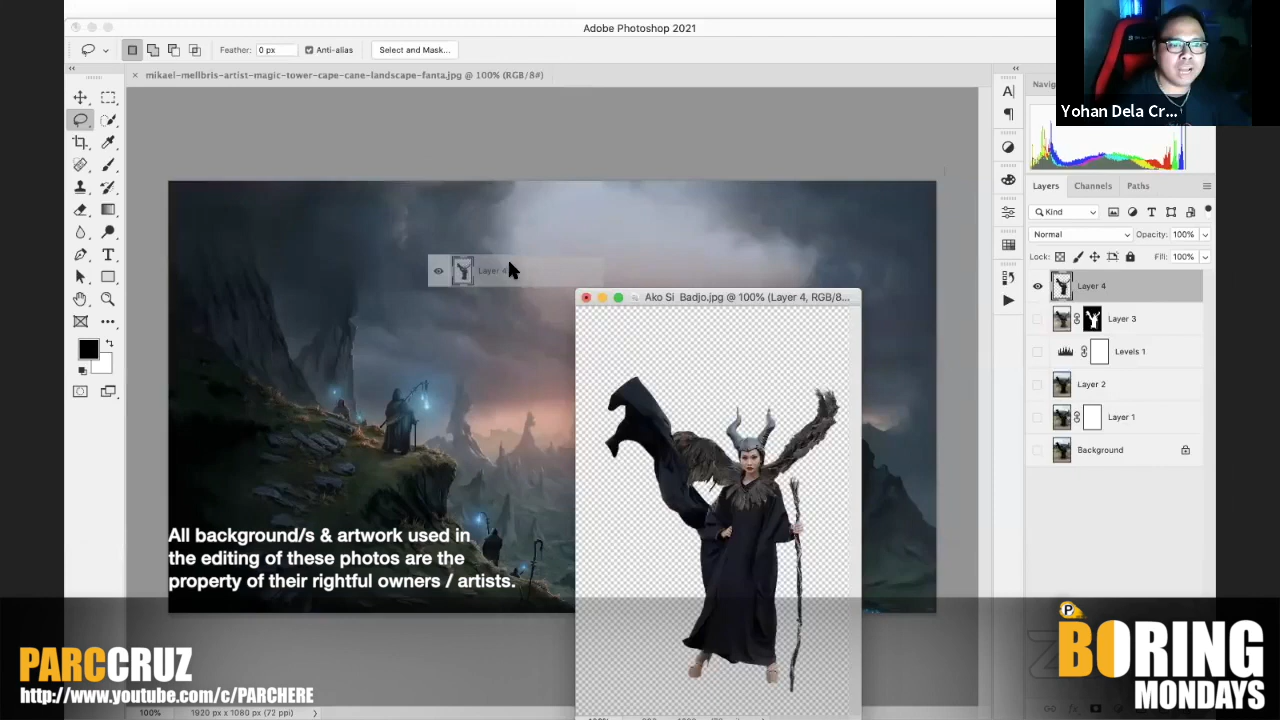 Adobe Photoshop 2021
Feather: 0 px
Anti-alias
Select and Mask...
mikael-mellbris-artist-magic-tower-cape-cane-landscape-fanta.jpg @ 100% (RGB/8#)
Navig
Yohan Dela Cr...
Layers
Channels
Paths
Kind
Normal
Opacity: 100%
Lock:
Fill: 100%
Layer 4
Layer 4
Ako Si Badjo.jpg @ 100% (Layer 4, RGB/8...
Layer 3
Levels 1
Layer 2
Layer 1
Background
All background/s & artwork used in
the editing of these photos are the
property of their rightful owners / artists.
PARCCRUZ
http://www.youtube.com/c/PARCHERE
P
BORING
MONDAYS
100%
1920 px x 1080 px (72 ppi)